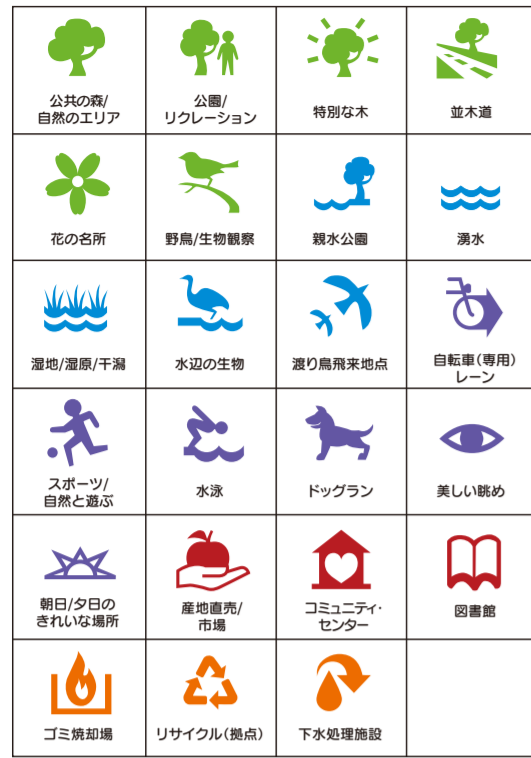 公共の森/
自然のエリア
公園/
リクレーション
特別な木
並木道
花の名所
野鳥/生物観察
親水公園
湧水
湿地/湿原/干潟
水辺の生物
渡り鳥飛来地点
自転車(専用)
レーン
スポーツ/
自然と遊ぶ
水泳
ドッグラン
美しい眺め
朝日/夕日の
きれいな場所
産地直売/
市場
コミュニティ・
センター
図書館
ゴミ焼却場
リサイクル(拠点)
下水処理施設